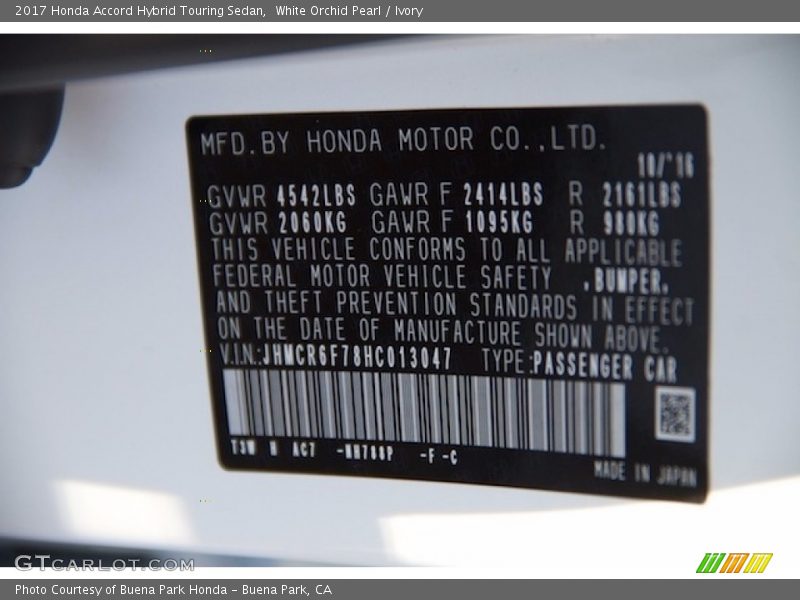 2017 Honda Accord Hybrid Touring Sedan,  White Orchid Pearl / Ivory
MFD. BY HONDA MOTOR CO., LTD.
10/'16
GVWR 4542LBS GAWR F 2414LBS R 2161LBS
GVWR 2060KG GAWR F 1095KG R 980KG
THIS VEHICLE CONFORMS TO ALL APPLICABLE
FEDERAL MOTOR VEHICLE SAFETY ,BUMPER,
AND THEFT PREVENTION STANDARDS IN EFFECT
ON THE DATE OF MANUFACTURE SHOWN ABOVE.
V.I.N.:JHMCR6F78HC013047 TYPE:PASSENGER CAR
T3W N AC7 -NH788P -F -C
MADE IN JAPAN
GTCARLOT.COM
Photo Courtesy of Buena Park Honda - Buena Park, CA